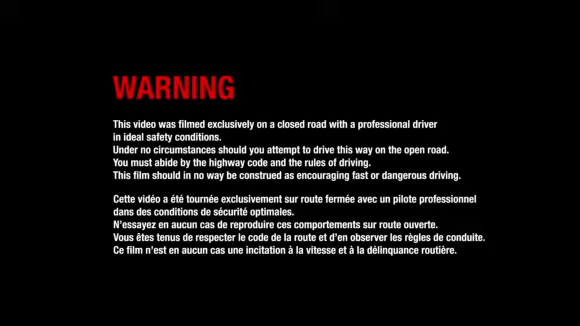 WARNING
This video was filmed exclusively on a closed road with a professional driver
in ideal safety conditions.
Under no circumstances should you attempt to drive this way on the open road.
You must abide by the highway code and the rules of driving.
This film should in no way be construed as encouraging fast or dangerous driving.
Cette vidéo a été tournée exclusivement sur route fermée avec un pilote professionnel
dans des conditions de sécurité optimales.
N'essayez en aucun cas de reproduire ces comportements sur route ouverte.
Vous êtes tenus de respecter le code de la route et d'en observer les règles de conduite.
Ce film n'est en aucun cas une incitation à la vitesse et à la délinquance routière.